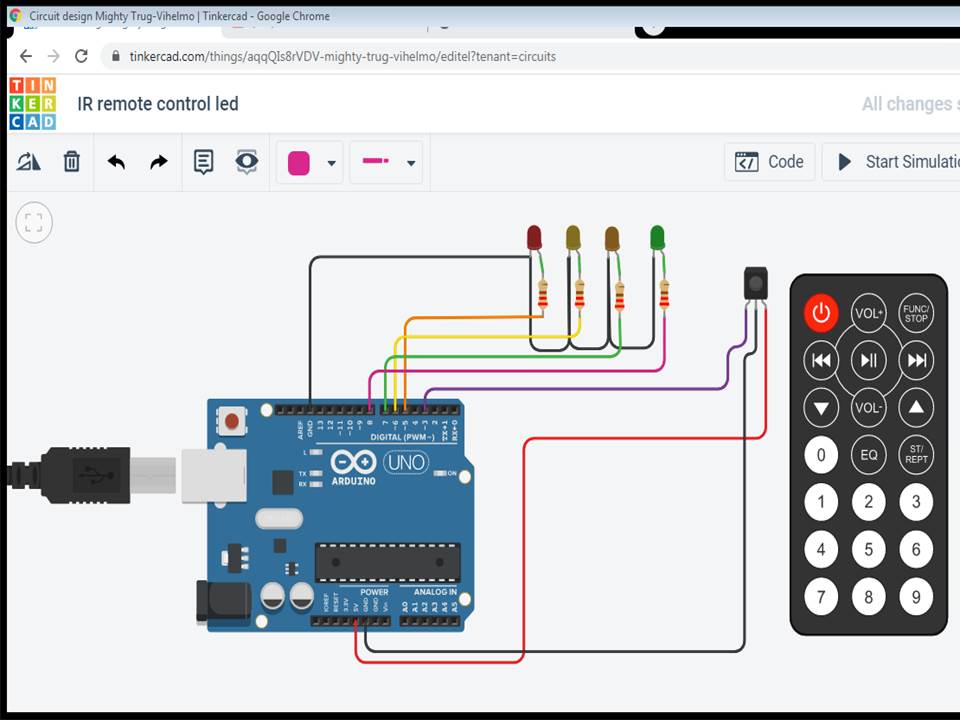 Circuit design Mighty Trug-Vihelmo | Tinkercad - Google Chrome
tinkercad.com/things/aqqQIs8rVDV-mighty-trug-vihelmo/editel?tenant=circuits
TIN
KER
CAD
IR remote control led
All changes s
Code
Start Simulatio
VOL+
FUNC/
STOP
VOL-
0
EQ
ST/
REPT
1
2
3
4
5
6
7
8
9
AREF
GND
13
12
~11
~10
~9
8
7
~6
~5
4
~3
2
TX→1
RX←0
DIGITAL (PWM~)
L
TX
RX
UNO
ON
ARDUINO
POWER
ANALOG IN
IOREF
RESET
3.3V
5V
GND
GND
Vin
A0
A1
A2
A3
A4
A5